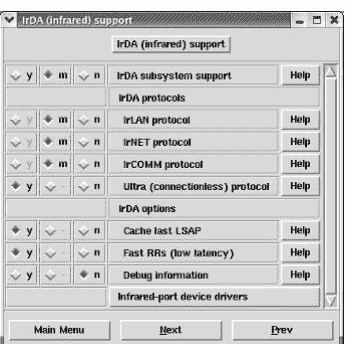 IrDA (infrared) support
IrDA (infrared) support
y m n IrDA subsystem support Help
IrDA protocols
y m n IrLAN protocol Help
y m n IrNET protocol Help
y m n IrCOMM protocol Help
y - n Ultra (connectionless) protocol Help
IrDA options
y - n Cache last LSAP Help
y - n Fast RRs (low latency) Help
y - n Debug information Help
Infrared-port device drivers
Main Menu Next Prev